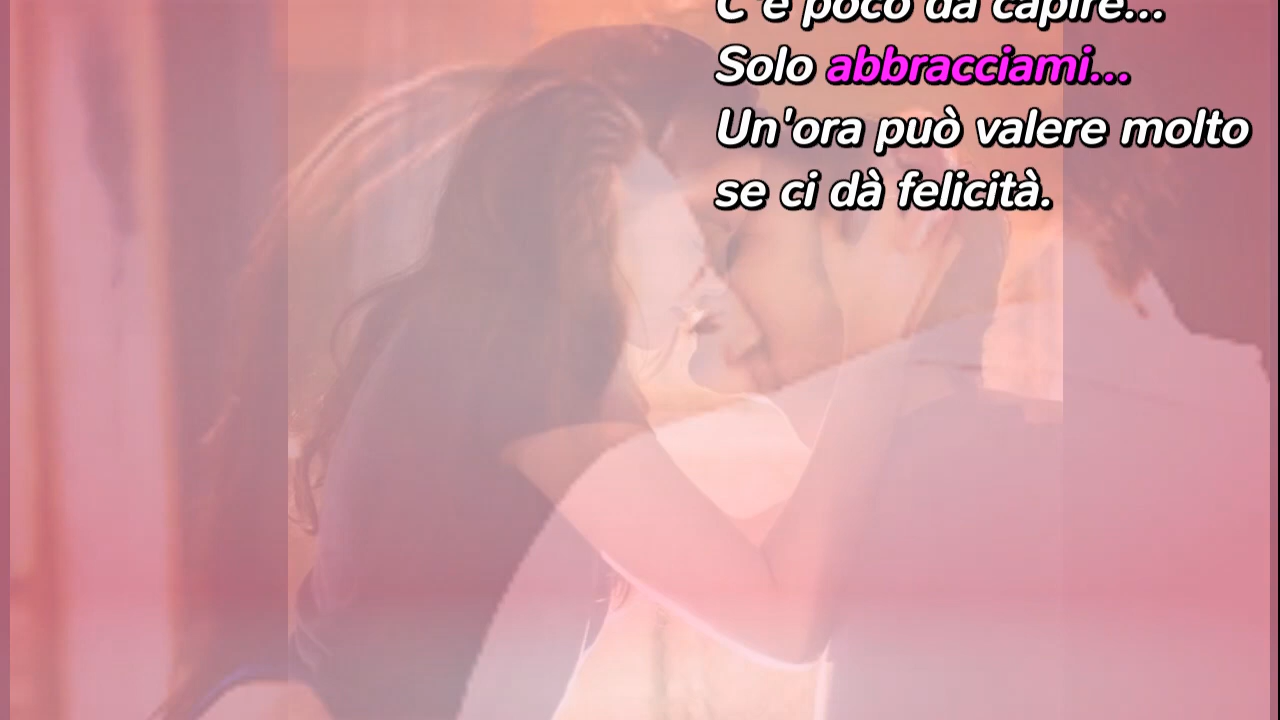 C'è poco da capire...
Solo abbracciami...
Un'ora può valere molto
se ci dà felicità.